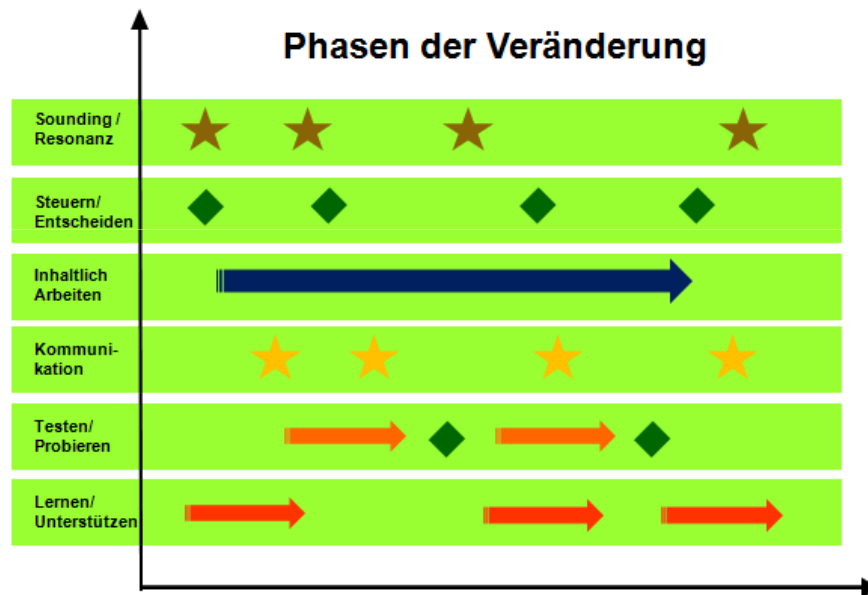 Phasen der Veränderung
Sounding /
Resonanz
Steuern/
Entscheiden
Inhaltlich
Arbeiten
Kommuni-
kation
Testen/
Probieren
Lernen/
Unterstützen